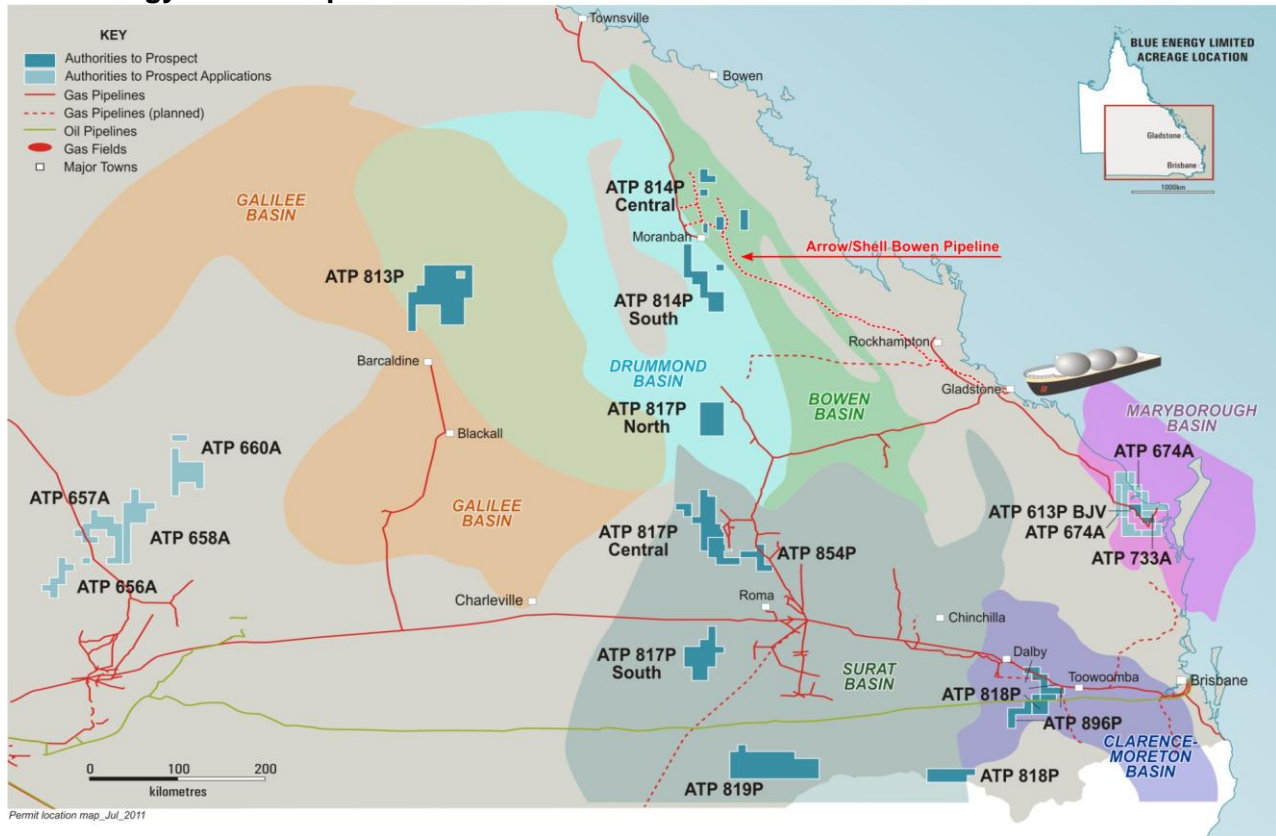 KEY
Authorities to Prospect
Authorities to Prospect Applications
Gas Pipelines
Gas Pipelines (planned)
Oil Pipelines
Gas Fields
Major Towns
BLUE ENERGY LIMITED
ACREAGE LOCATION
Gladstone
Brisbane
1000km
Townsville
Bowen
GALILEE
BASIN
ATP 814P
Central
Moranbah
Arrow/Shell Bowen Pipeline
ATP 813P
ATP 814P
South
Barcaldine
DRUMMOND
BASIN
Rockhampton
Gladstone
BOWEN
BASIN
MARYBOROUGH
BASIN
ATP 817P
North
Blackall
ATP 660A
ATP 674A
ATP 657A
GALILEE
BASIN
ATP 613P BJV
ATP 674A
ATP 658A
ATP 817P
Central
ATP 854P
ATP 733A
ATP 656A
Charleville
Roma
Chinchilla
ATP 817P
South
SURAT
BASIN
Dalby
Toowoomba
Brisbane
ATP 818P
ATP 896P
CLARENCE-
MORETON
BASIN
0 100 200
kilometres
ATP 819P
ATP 818P
Permit location map_Jul_2011